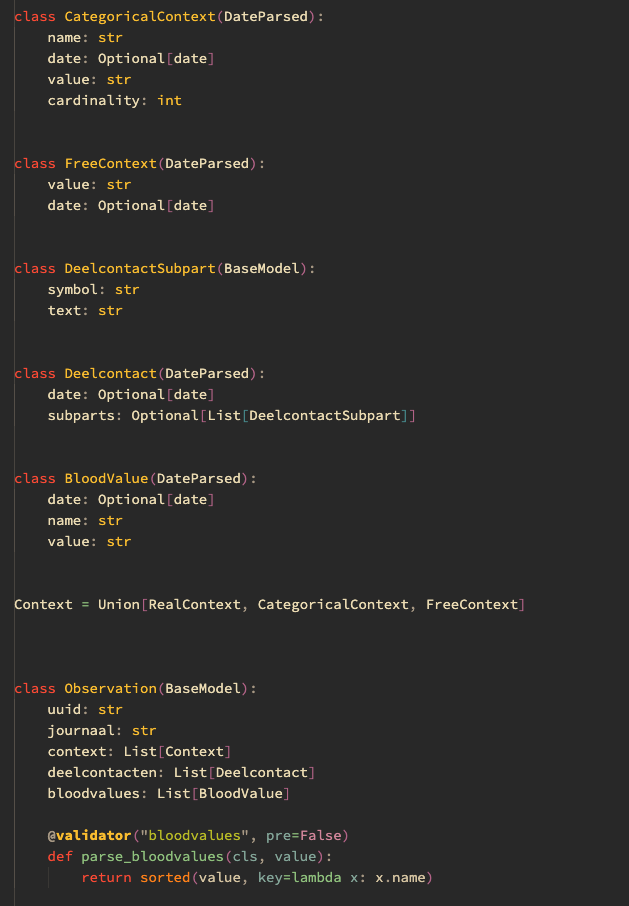 class CategoricalContext(DateParsed):
    name: str
    date: Optional[date]
    value: str
    cardinality: int
class FreeContext(DateParsed):
    value: str
    date: Optional[date]
class DeelcontactSubpart(BaseModel):
    symbol: str
    text: str
class Deelcontact(DateParsed):
    date: Optional[date]
    subparts: Optional[List[DeelcontactSubpart]]
class BloodValue(DateParsed):
    date: Optional[date]
    name: str
    value: str
Context = Union[RealContext, CategoricalContext, FreeContext]
class Observation(BaseModel):
    uuid: str
    journaal: str
    context: List[Context]
    deelcontacten: List[Deelcontact]
    bloodvalues: List[BloodValue]
    @validator("bloodvalues", pre=False)
    def parse_bloodvalues(cls, value):
        return sorted(value, key=lambda x: x.name)